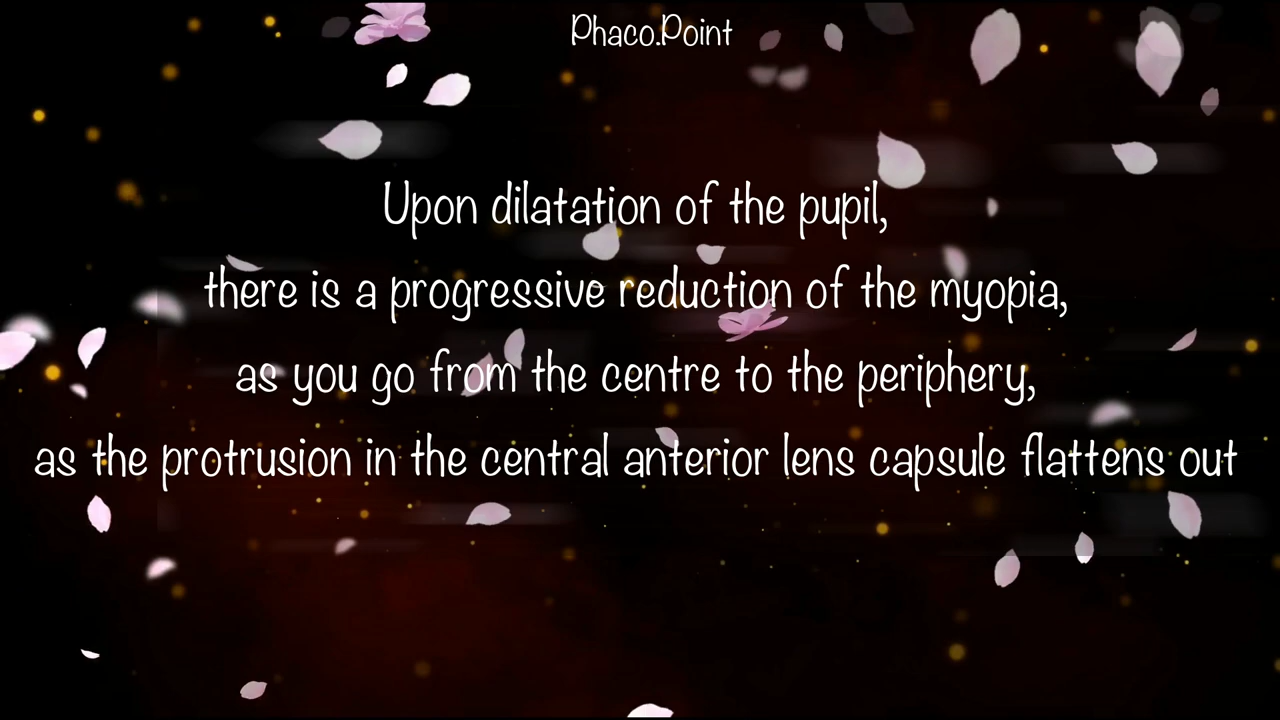 Phaco.Point
Upon dilatation of the pupil,
there is a progressive reduction of the myopia,
as you go from the centre to the periphery,
as the protrusion in the central anterior lens capsule flattens out